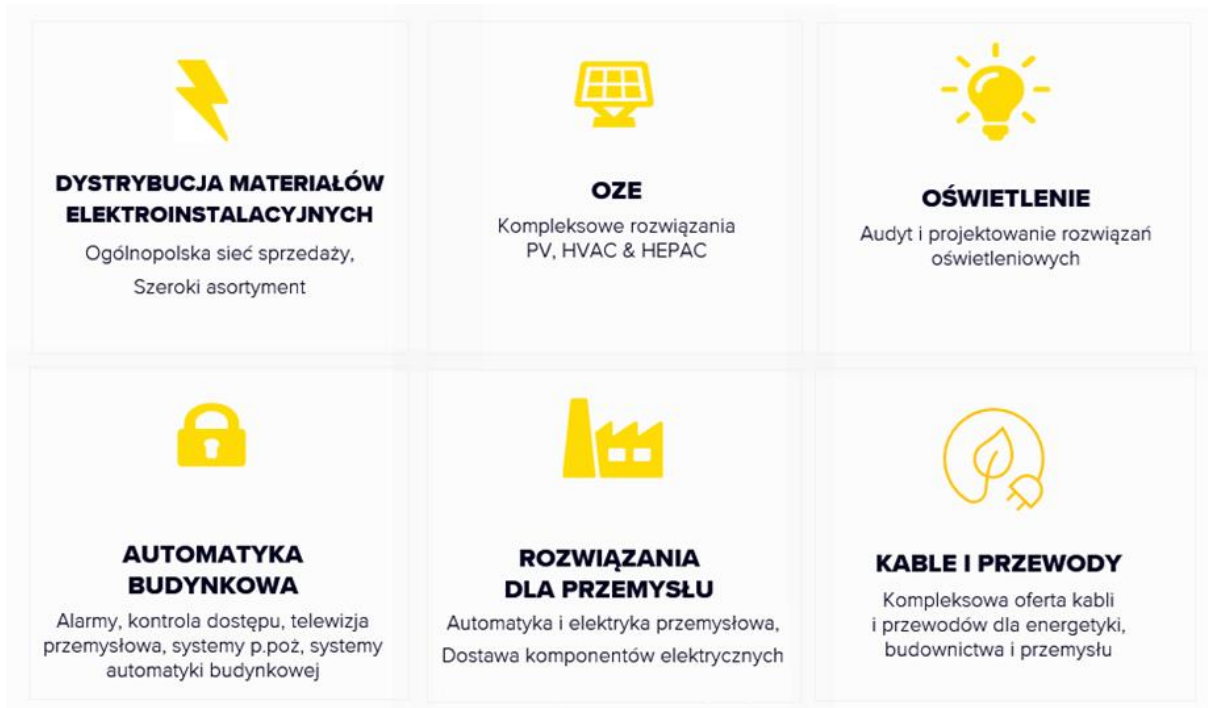 DYSTRYBUCJA MATERIAŁÓW
ELEKTROINSTALACYJNYCH
Ogólnopolska sieć sprzedaży,
Szeroki asortyment
OZE
Kompleksowe rozwiązania
PV, HVAC & HEPAC
OŚWIETLENIE
Audyt i projektowanie rozwiązań
oświetleniowych
AUTOMATYKA
BUDYNKOWA
Alarmy, kontrola dostępu, telewizja
przemysłowa, systemy p.poż, systemy
automatyki budynkowej
ROZWIĄZANIA
DLA PRZEMYSŁU
Automatyka i elektryka przemysłowa,
Dostawa komponentów elektrycznych
KABLE I PRZEWODY
Kompleksowa oferta kabli
i przewodów dla energetyki,
budownictwa i przemysłu